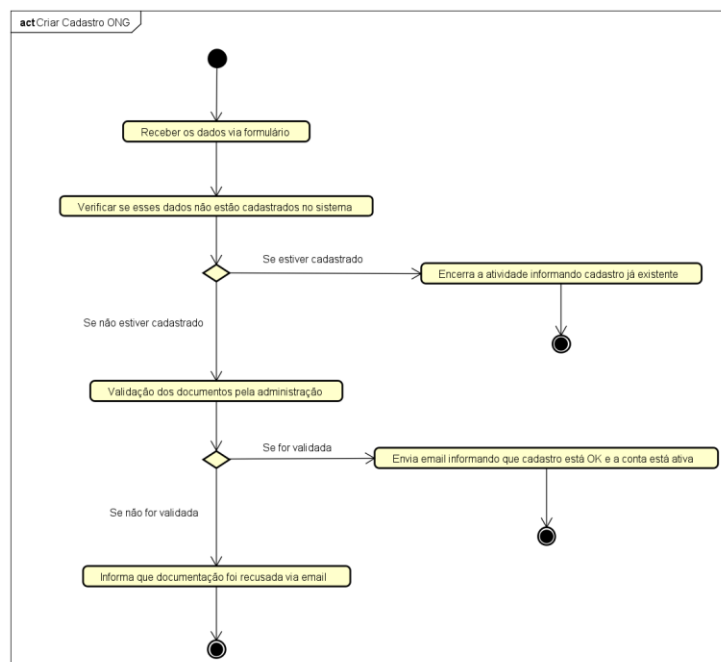 act Criar Cadastro ONG
Receber os dados via formulário
Verificar se esses dados não estão cadastrados no sistema
Se estiver cadastrado
Encerra a atividade informando cadastro já existente
Se não estiver cadastrado
Validação dos documentos pela administração
Se for validada
Envia email informando que cadastro está OK e a conta está ativa
Se não for validada
Informa que documentação foi recusada via email